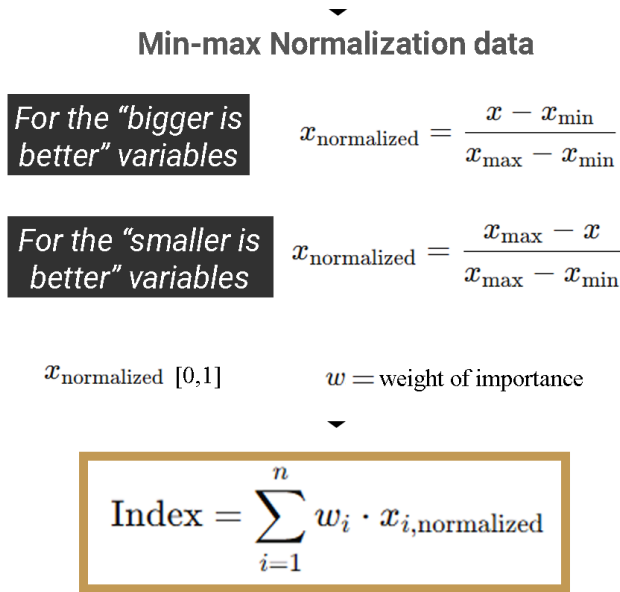 Min-max Normalization data
For the “bigger is
better” variables
x_normalized = (x − x_min) / (x_max − x_min)
For the “smaller is
better” variables
x_normalized = (x_max − x) / (x_max − x_min)
x_normalized [0,1]
w = weight of importance
Index = ∑_{i=1}^{n} w_i · x_{i,normalized}